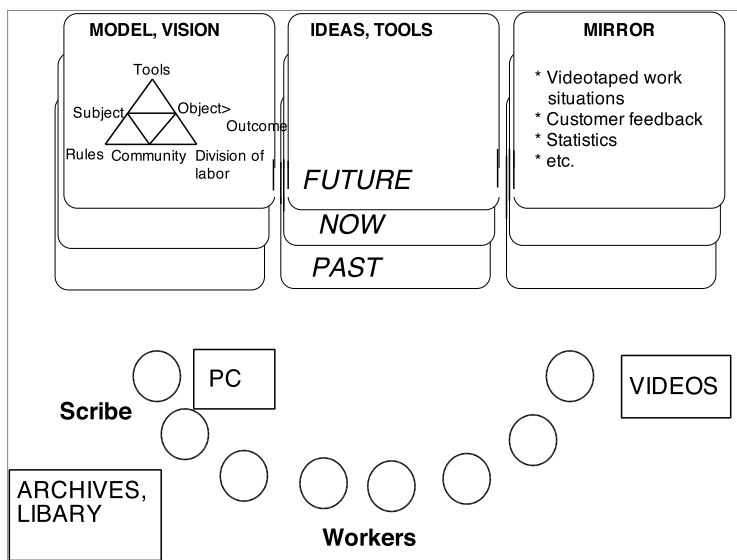 MODEL, VISION
Tools
Subject
Object>
Outcome
Rules
Community
Division of
labor
IDEAS, TOOLS
FUTURE
NOW
PAST
MIRROR
* Videotaped work
situations
* Customer feedback
* Statistics
* etc.
PC
VIDEOS
Scribe
ARCHIVES,
LIBARY
Workers